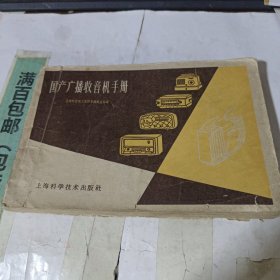 国产广播收音机手册
上海科学技术出版社
满百包邮（包